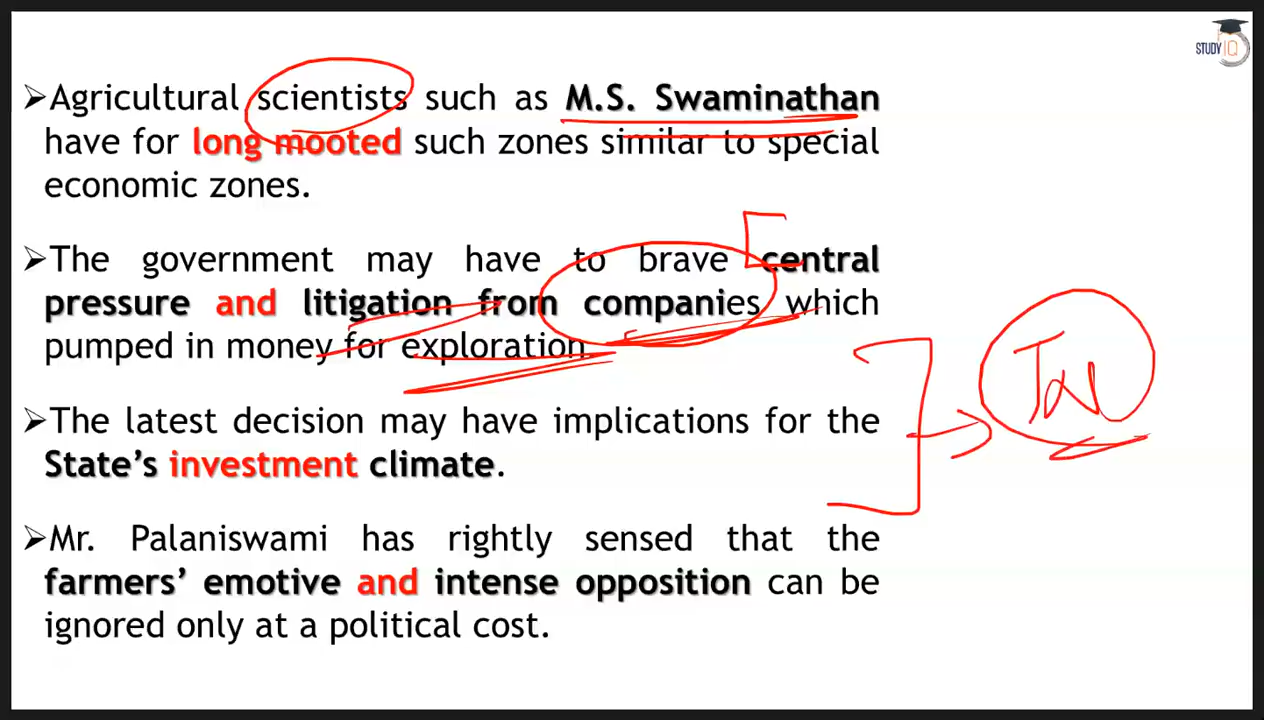 STUDY IQ
➢Agricultural scientists such as M.S. Swaminathan
have for long mooted such zones similar to special
economic zones.
➢The government may have to brave central
pressure and litigation from companies which
pumped in money for exploration.
➢The latest decision may have implications for the
State’s investment climate.
➢Mr. Palaniswami has rightly sensed that the
farmers’ emotive and intense opposition can be
ignored only at a political cost.